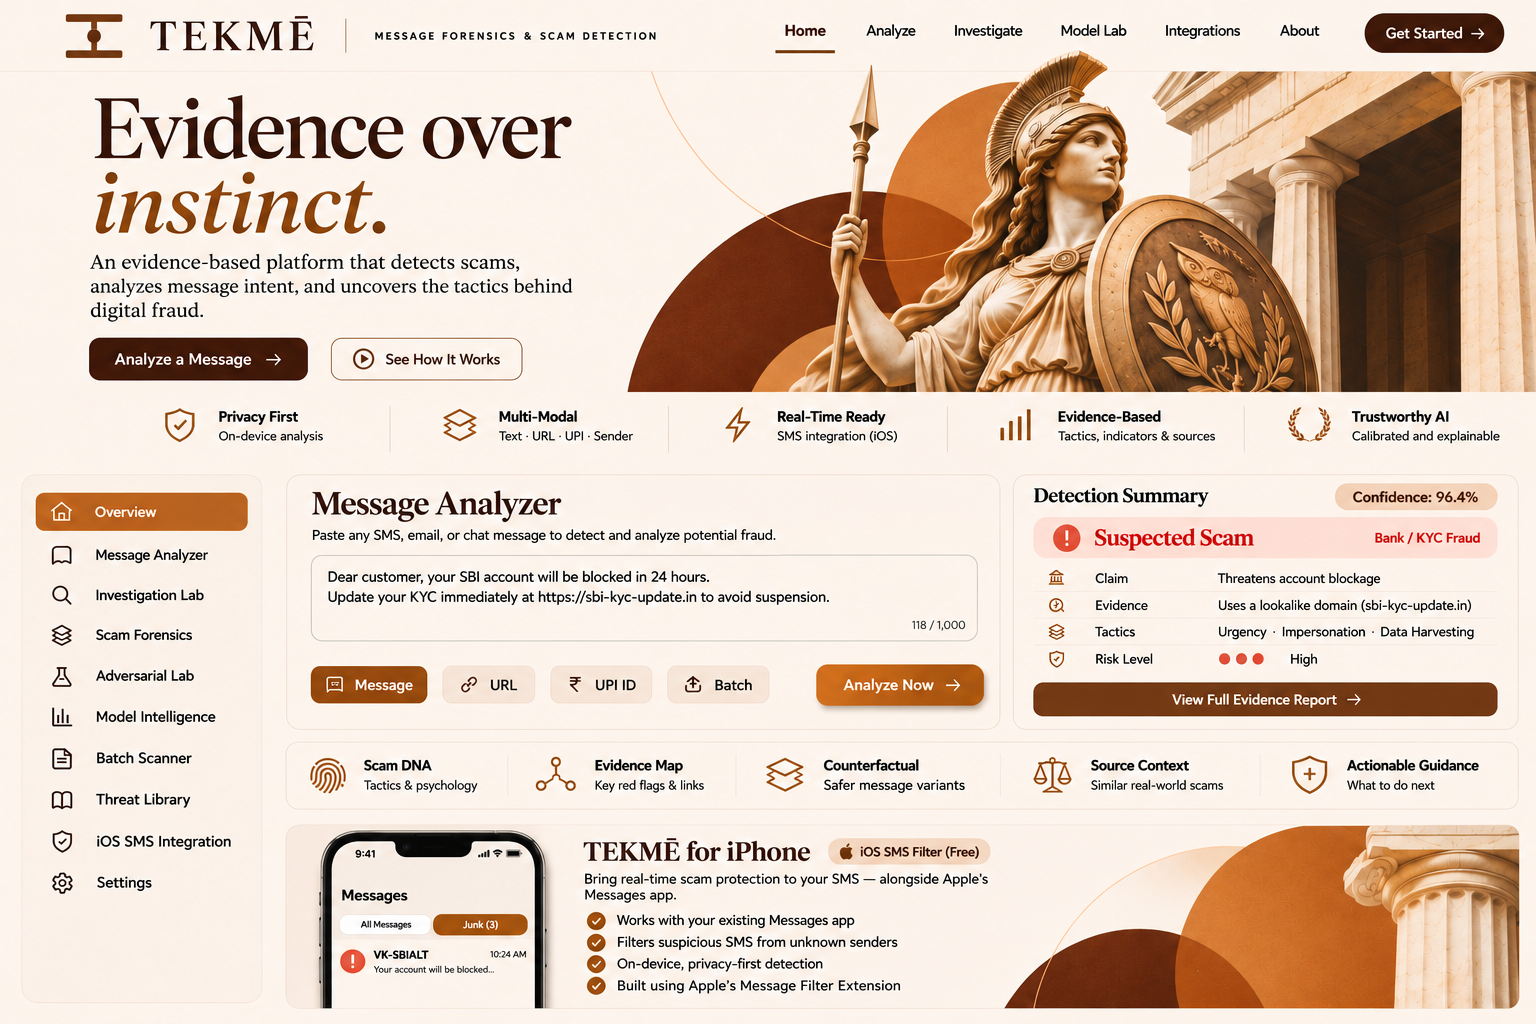 TEKMĒ
MESSAGE FORENSICS & SCAM DETECTION
Home
Analyze
Investigate
Model Lab
Integrations
About
Get Started →
Evidence over
instinct.
An evidence-based platform that detects scams,
analyzes message intent, and uncovers the tactics behind
digital fraud.
Analyze a Message →
See How It Works
Privacy First
On-device analysis
Multi-Modal
Text · URL · UPI · Sender
Real-Time Ready
SMS integration (iOS)
Evidence-Based
Tactics, indicators & sources
Trustworthy AI
Calibrated and explainable
Overview
Message Analyzer
Investigation Lab
Scam Forensics
Adversarial Lab
Model Intelligence
Batch Scanner
Threat Library
iOS SMS Integration
Settings
Message Analyzer
Paste any SMS, email, or chat message to detect and analyze potential fraud.
Dear customer, your SBI account will be blocked in 24 hours.
Update your KYC immediately at https://sbi-kyc-update.in to avoid suspension.
118 / 1,000
Message
URL
₹ UPI ID
Batch
Analyze Now →
Detection Summary
Confidence: 96.4%
! Suspected Scam
Bank / KYC Fraud
Claim Threatens account blockage
Evidence Uses a lookalike domain (sbi-kyc-update.in)
Tactics Urgency · Impersonation · Data Harvesting
Risk Level High
View Full Evidence Report →
Scam DNA
Tactics & psychology
Evidence Map
Key red flags & links
Counterfactual
Safer message variants
Source Context
Similar real-world scams
Actionable Guidance
What to do next
9:41
Messages
All Messages
Junk (3)
! VK-SBIALT 10:24 AM
Your account will be blocked...
TEKMĒ for iPhone
iOS SMS Filter (Free)
Bring real-time scam protection to your SMS — alongside Apple's
Messages app.
Works with your existing Messages app
Filters suspicious SMS from unknown senders
On-device, privacy-first detection
Built using Apple's Message Filter Extension